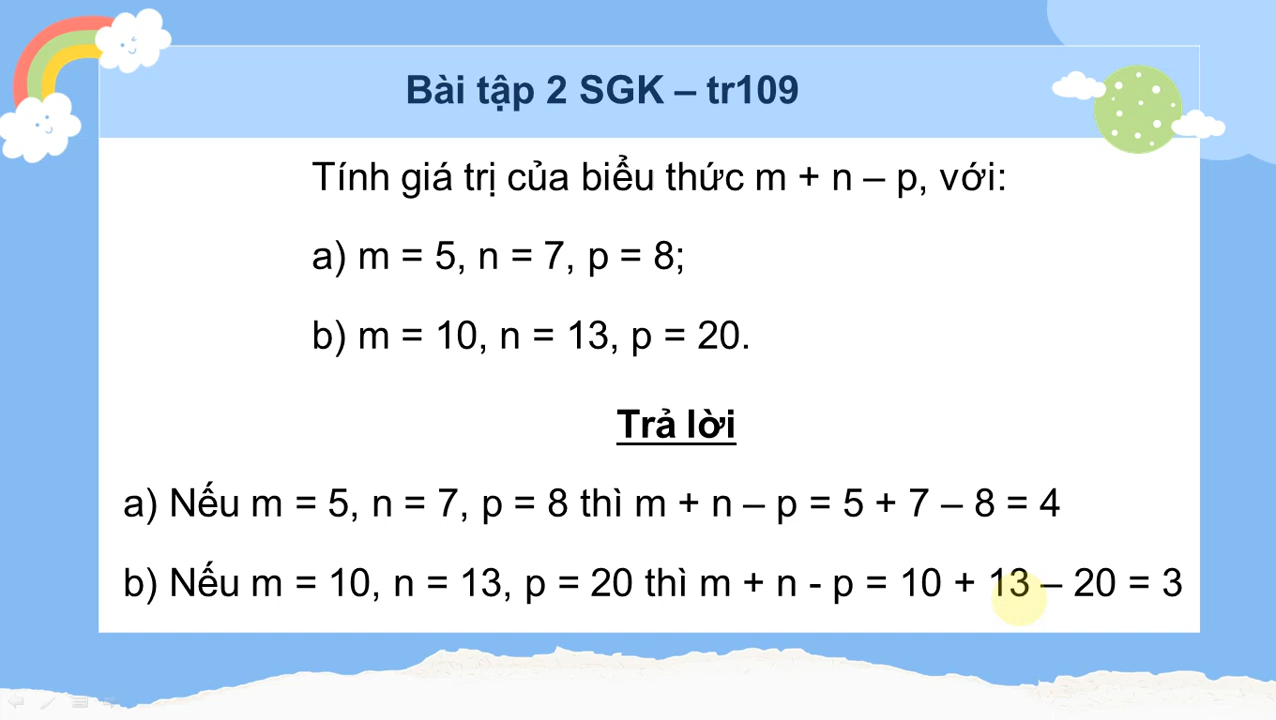 Bài tập 2 SGK – tr109
Tính giá trị của biểu thức m + n – p, với:
a) m = 5, n = 7, p = 8;
b) m = 10, n = 13, p = 20.
Trả lời
a) Nếu m = 5, n = 7, p = 8 thì m + n – p = 5 + 7 – 8 = 4
b) Nếu m = 10, n = 13, p = 20 thì m + n - p = 10 + 13 – 20 = 3